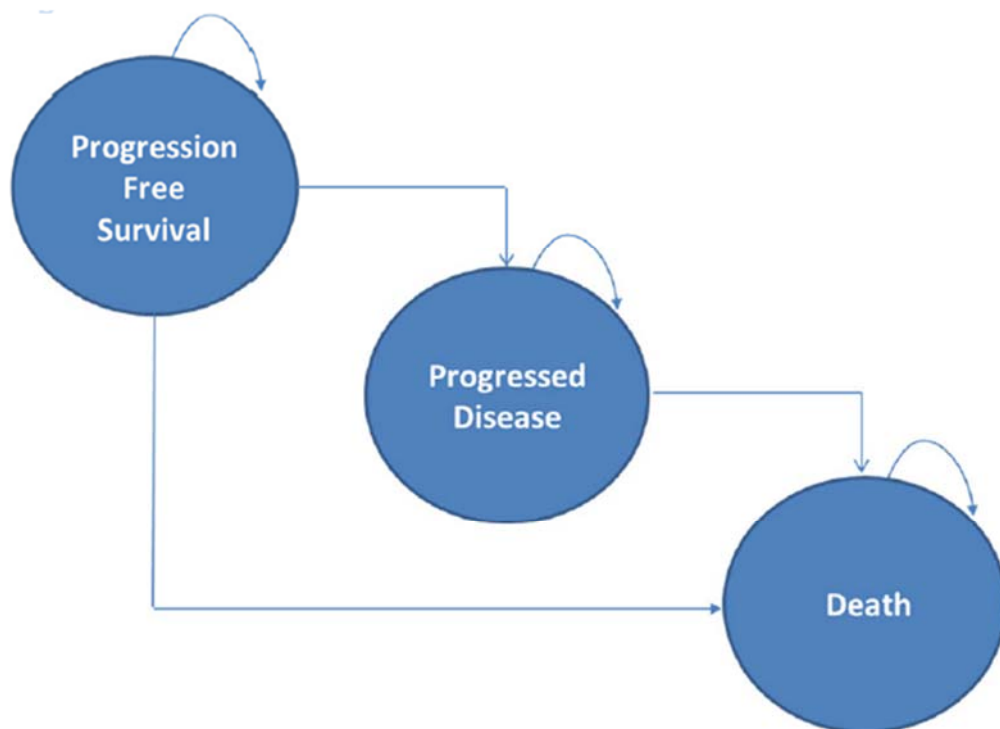 Progression
Free
Survival
Progressed
Disease
Death